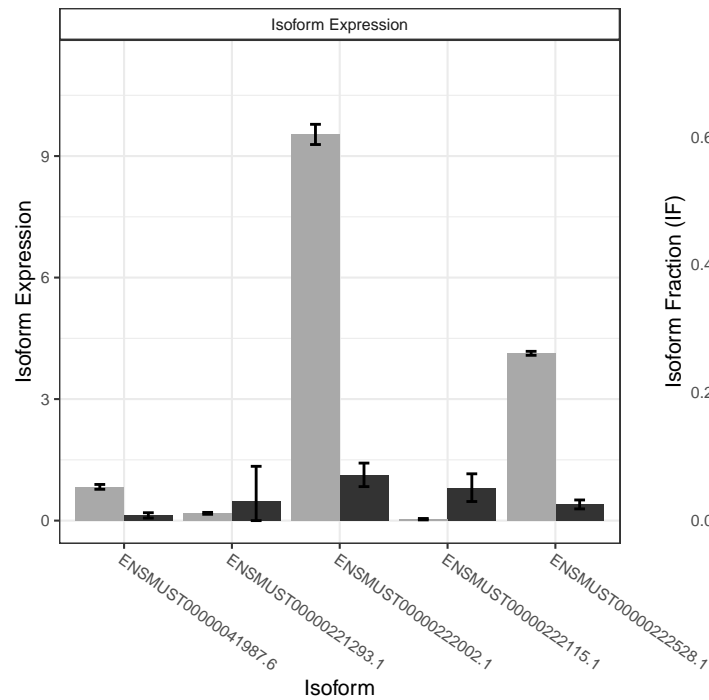 Isoform Expression
Isoform Expression
9
6
3
0
ENSMUST00000041987.6
ENSMUST00000221293.1
ENSMUST00000222002.1
ENSMUST00000222115.1
ENSMUST00000222528.1
Isoform
Isoform Fraction (IF)
0.6
0.4
0.2
0.0